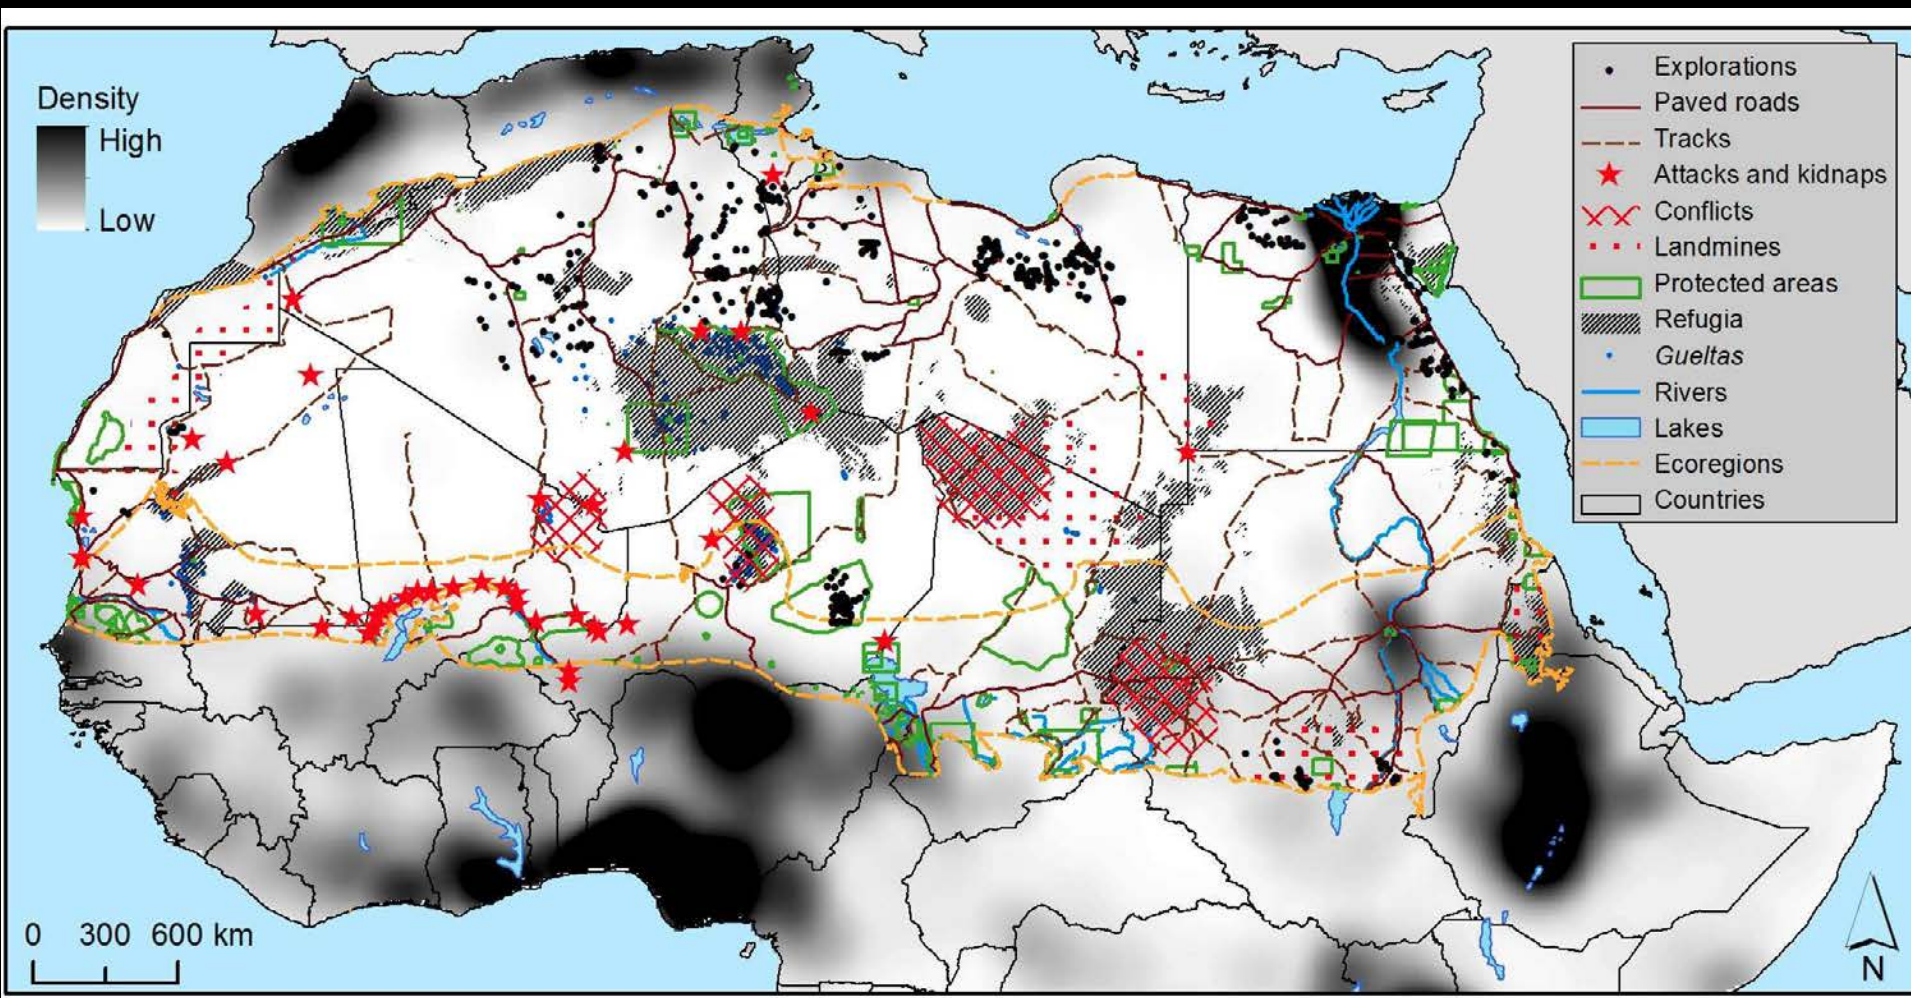 Density
High
Low
Explorations
Paved roads
Tracks
Attacks and kidnaps
Conflicts
Landmines
Protected areas
Refugia
Gueltas
Rivers
Lakes
Ecoregions
Countries
0 300 600 km
N